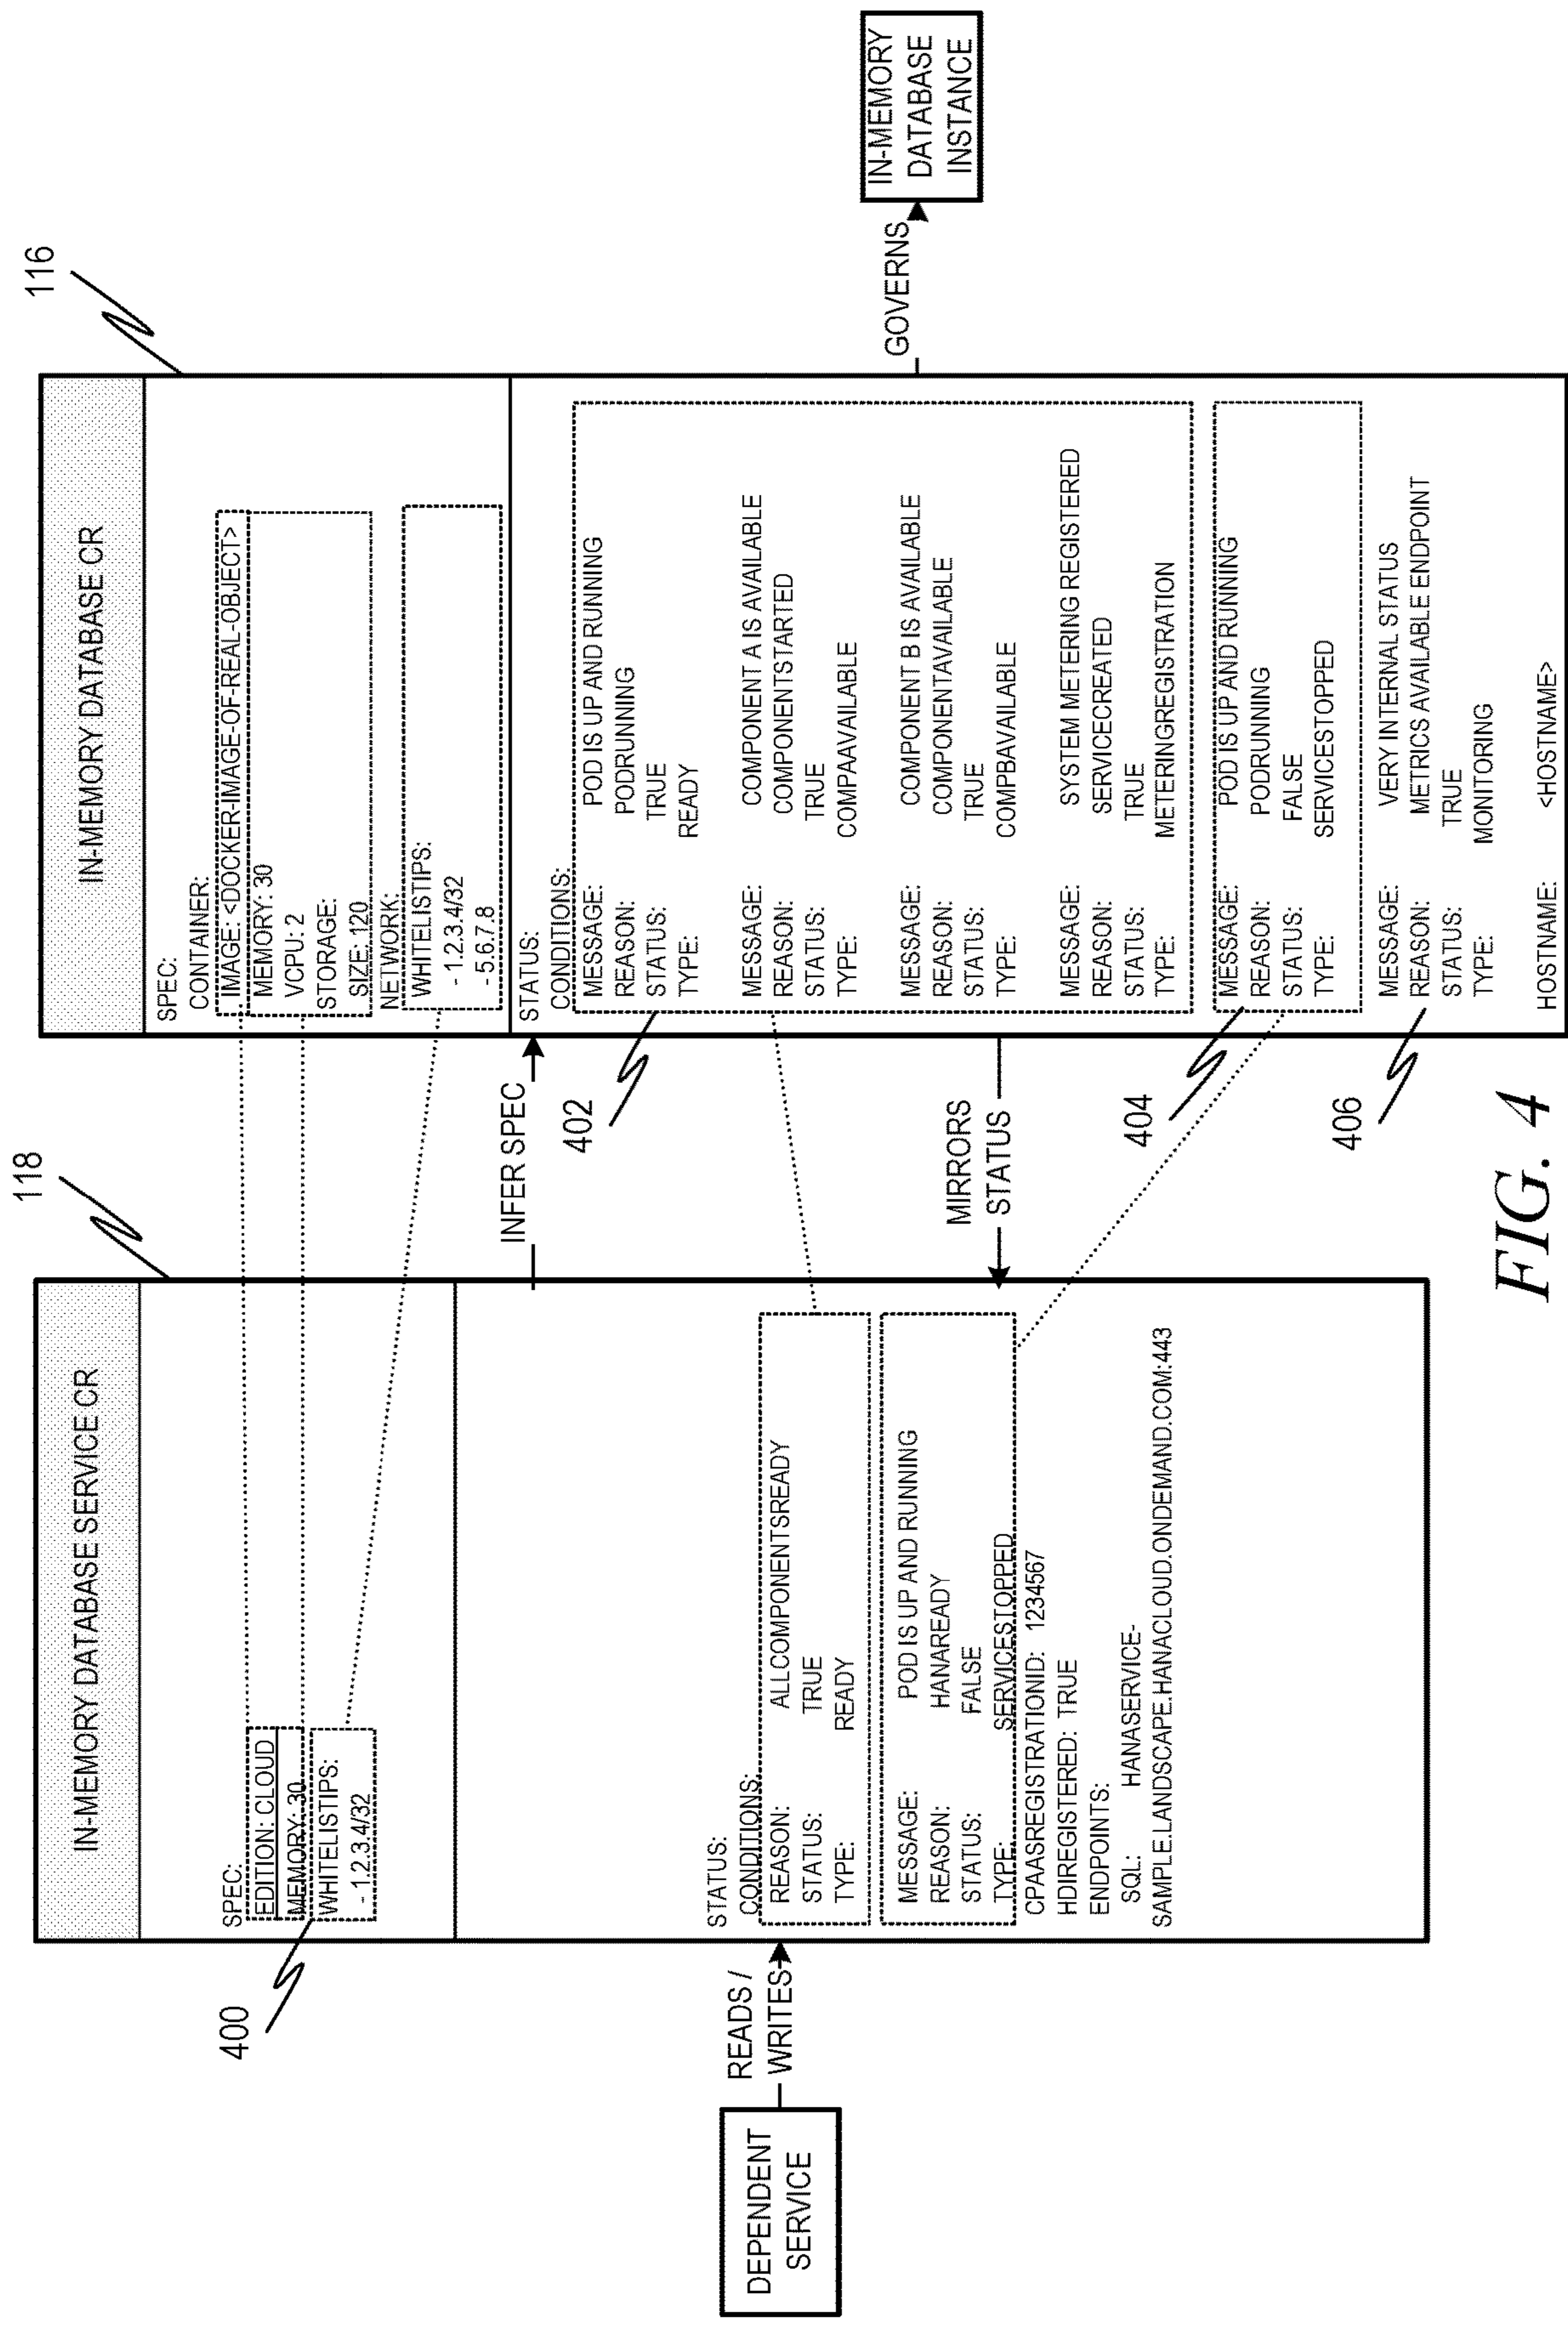 DEPENDENT
SERVICE
READS /
WRITES
118
IN-MEMORY DATABASE SERVICE CR
SPEC:
EDITION: CLOUD
MEMORY: 30
WHITELISTIPS:
- 1.2.3.4/32
400
STATUS:
CONDITIONS:
REASON: ALLCOMPONENTSREADY
STATUS: TRUE
TYPE: READY
MESSAGE: POD IS UP AND RUNNING
REASON: HANAREADY
STATUS: FALSE
TYPE: SERVICESTOPPED
CPAASREGISTRATIONID: 1234567
HDIREGISTERED: TRUE
ENDPOINTS:
SQL: HANASERVICE-
SAMPLE.LANDSCAPE.HANACLOUD.ONDEMAND.COM:443
INFER SPEC
MIRRORS
STATUS
116
IN-MEMORY DATABASE CR
SPEC:
CONTAINER:
IMAGE: <DOCKER-IMAGE-OF-REAL-OBJECT>
MEMORY: 30
VCPU: 2
STORAGE:
SIZE: 120
NETWORK:
WHITELISTIPS:
- 1.2.3.4/32
- 5.6.7.8
STATUS:
CONDITIONS:
MESSAGE: POD IS UP AND RUNNING
REASON: PODRUNNING
STATUS: TRUE
TYPE: READY
MESSAGE: COMPONENT A IS AVAILABLE
REASON: COMPONENTSTARTED
STATUS: TRUE
TYPE: COMPAAVAILABLE
MESSAGE: COMPONENT B IS AVAILABLE
REASON: COMPONENTAVAILABLE
STATUS: TRUE
TYPE: COMPBAVAILABLE
MESSAGE: SYSTEM METERING REGISTERED
REASON: SERVICECREATED
STATUS: TRUE
TYPE: METERINGREGISTRATION
402
MESSAGE: POD IS UP AND RUNNING
REASON: PODRUNNING
STATUS: FALSE
TYPE: SERVICESTOPPED
404
MESSAGE: VERY INTERNAL STATUS
REASON: METRICS AVAILABLE ENDPOINT
STATUS: TRUE
TYPE: MONITORING
406
HOSTNAME: <HOSTNAME>
GOVERNS
IN-MEMORY
DATABASE
INSTANCE
FIG. 4